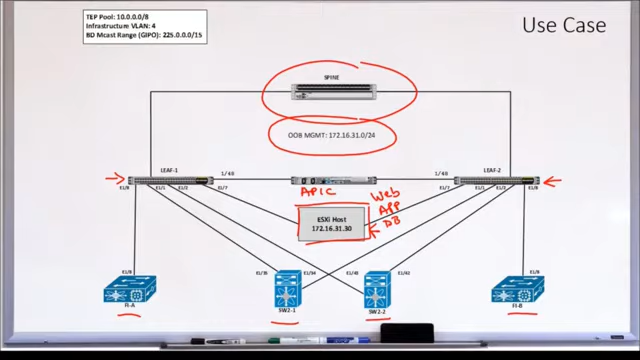 TEP Pool: 10.0.0.0/8
Infrastructure VLAN: 4
BD Mcast Range (GIPO): 225.0.0.0/15
Use Case
SPINE
OOB MGMT: 172.16.31.0/24
LEAF-1
1/48
1/48
LEAF-2
E1/8
E1/1
E1/2
E1/7
APIC
E1/7
E1/1
E1/2
E1/8
Web
APP
DB
ESXi Host
172.16.31.30
E1/8
E1/35
E1/34
E1/42
E1/43
E1/8
FI-A
SW2-1
SW2-2
FI-B